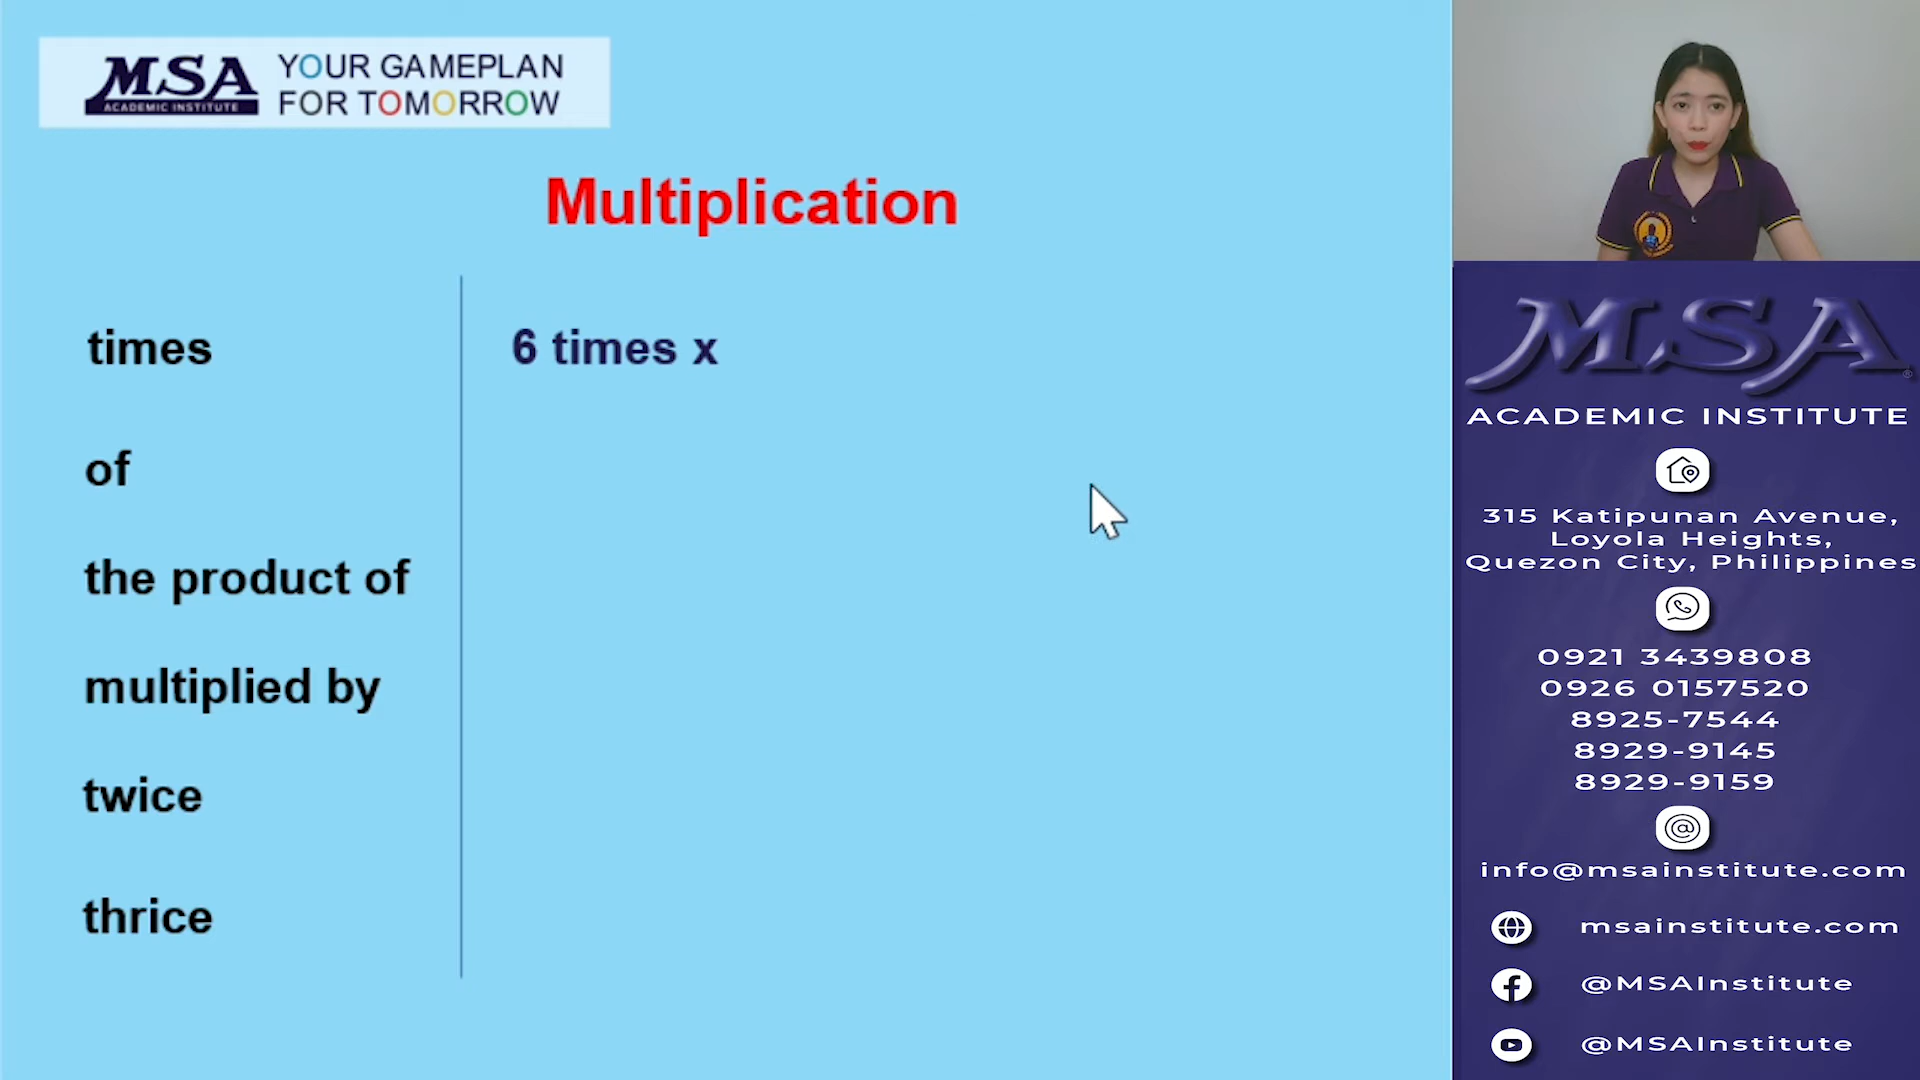 MSA
ACADEMIC INSTITUTE
YOUR GAMEPLAN
FOR TOMORROW
Multiplication
times
6 times x
of
the product of
multiplied by
twice
thrice
MSA
®
ACADEMIC INSTITUTE
315 Katipunan Avenue,
Loyola Heights,
Quezon City, Philippines
0921 3439808
0926 0157520
8925-7544
8929-9145
8929-9159
info@msainstitute.com
msainstitute.com
@MSAInstitute
@MSAInstitute